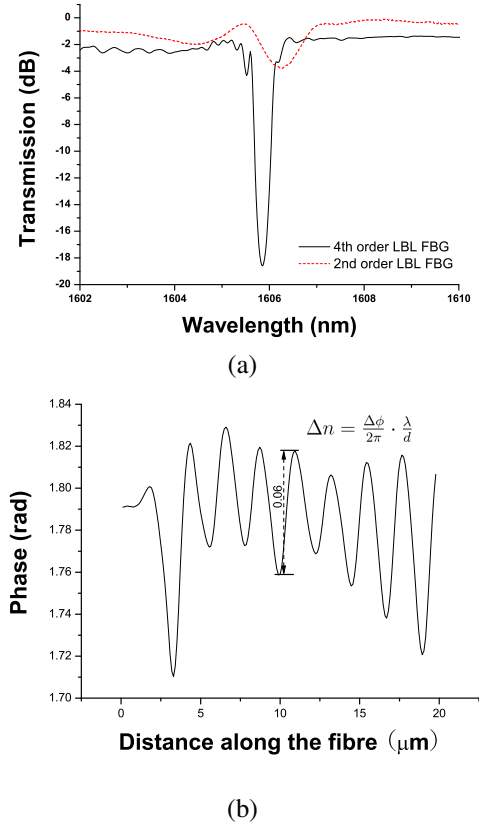 0
-2
-4
-6
-8
-10
-12
-14
-16
-18
-20
Transmission (dB)
4th order LBL FBG
2nd order LBL FBG
1602 1604 1606 1608 1610
Wavelength (nm)
(a)
1.84
1.82
1.80
1.78
1.76
1.74
1.72
1.70
Phase (rad)
Δn = Δϕ/2π · λ/d
0.06
0 5 10 15 20
Distance along the fibre (μm)
(b)